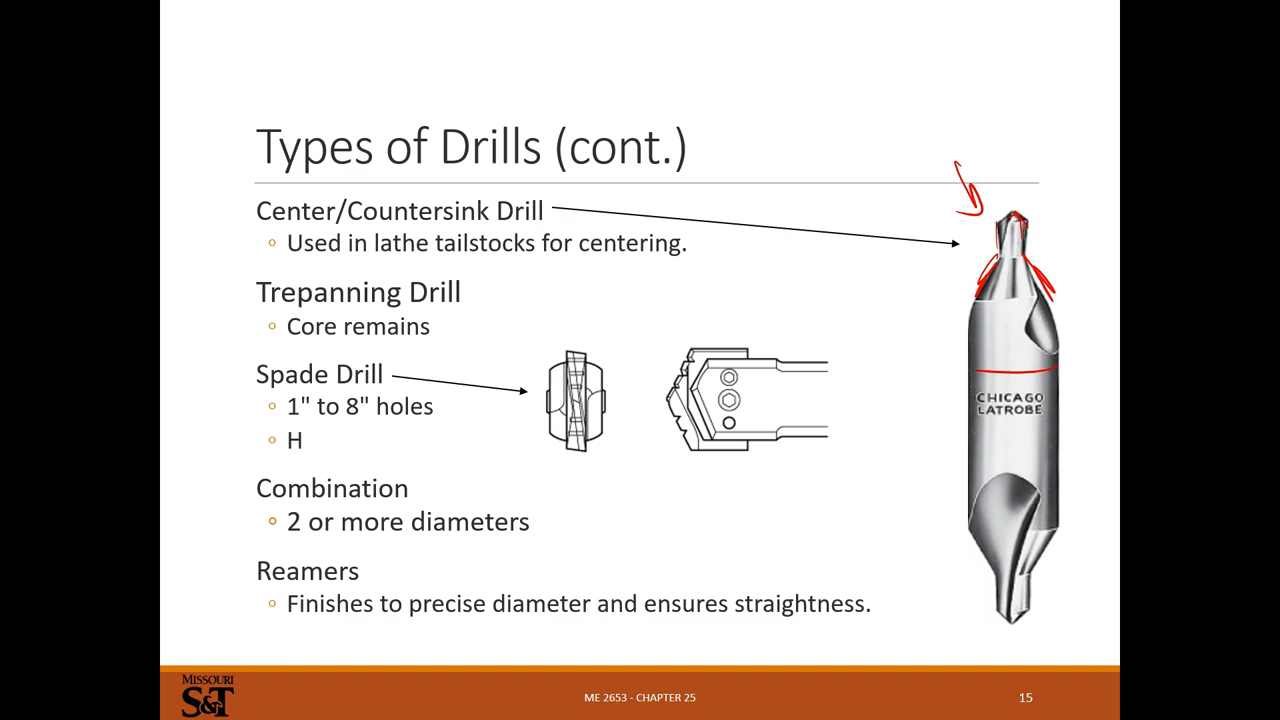 Types of Drills (cont.)
Center/Countersink Drill
Used in lathe tailstocks for centering.
Trepanning Drill
Core remains
Spade Drill
1" to 8" holes
H
Combination
2 or more diameters
Reamers
Finishes to precise diameter and ensures straightness.
CHICAGO
LATROBE
MISSOURI
S&T
ME 2653 - CHAPTER 25
15